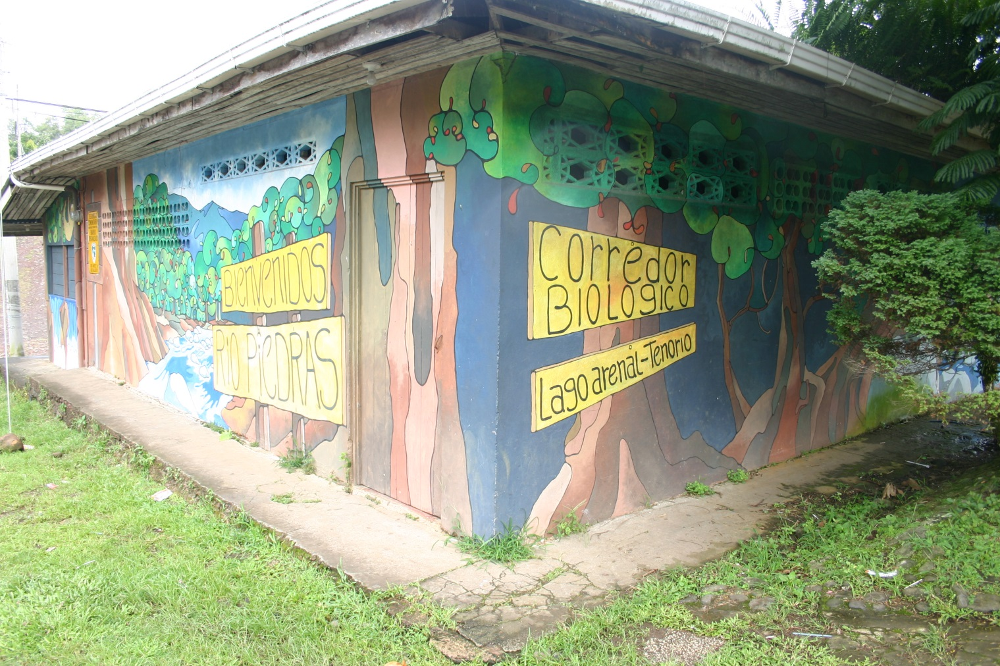 Bienvenidos
Rio Piedras
Corredor
Biologico
Lago arenal-Tenorio